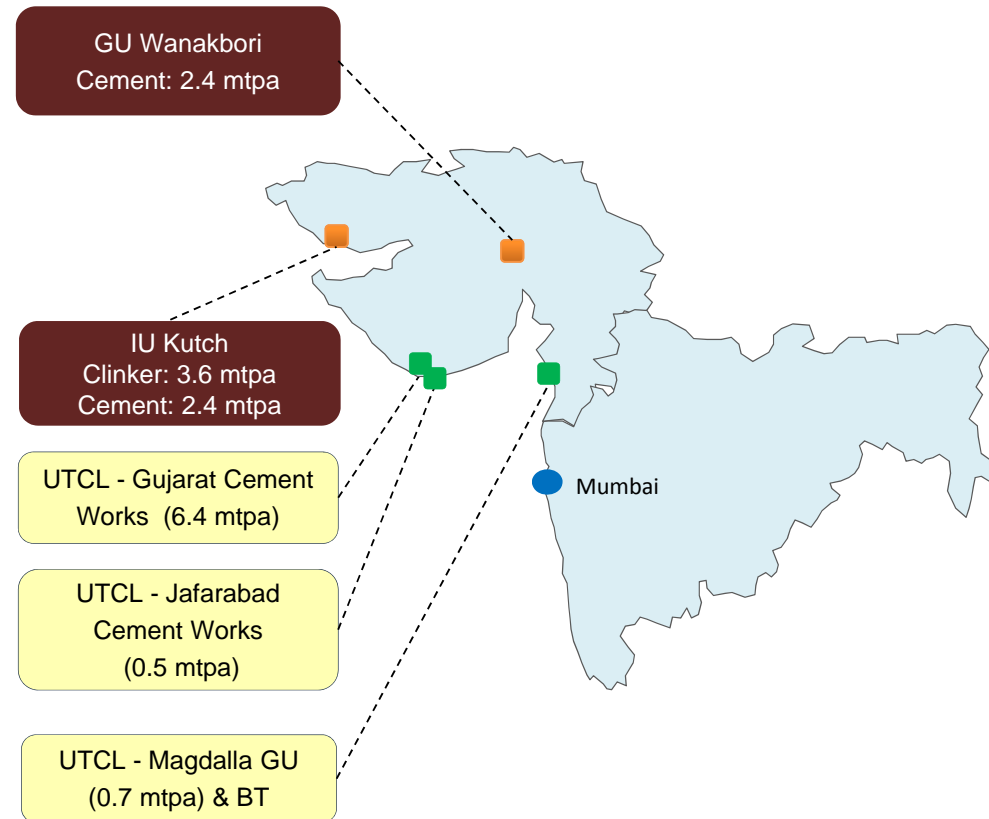 GU Wanakbori
Cement: 2.4 mtpa
IU Kutch
Clinker: 3.6 mtpa
Cement: 2.4 mtpa
UTCL - Gujarat Cement
Works (6.4 mtpa)
Mumbai
UTCL - Jafarabad
Cement Works
(0.5 mtpa)
UTCL - Magdalla GU
(0.7 mtpa) & BT